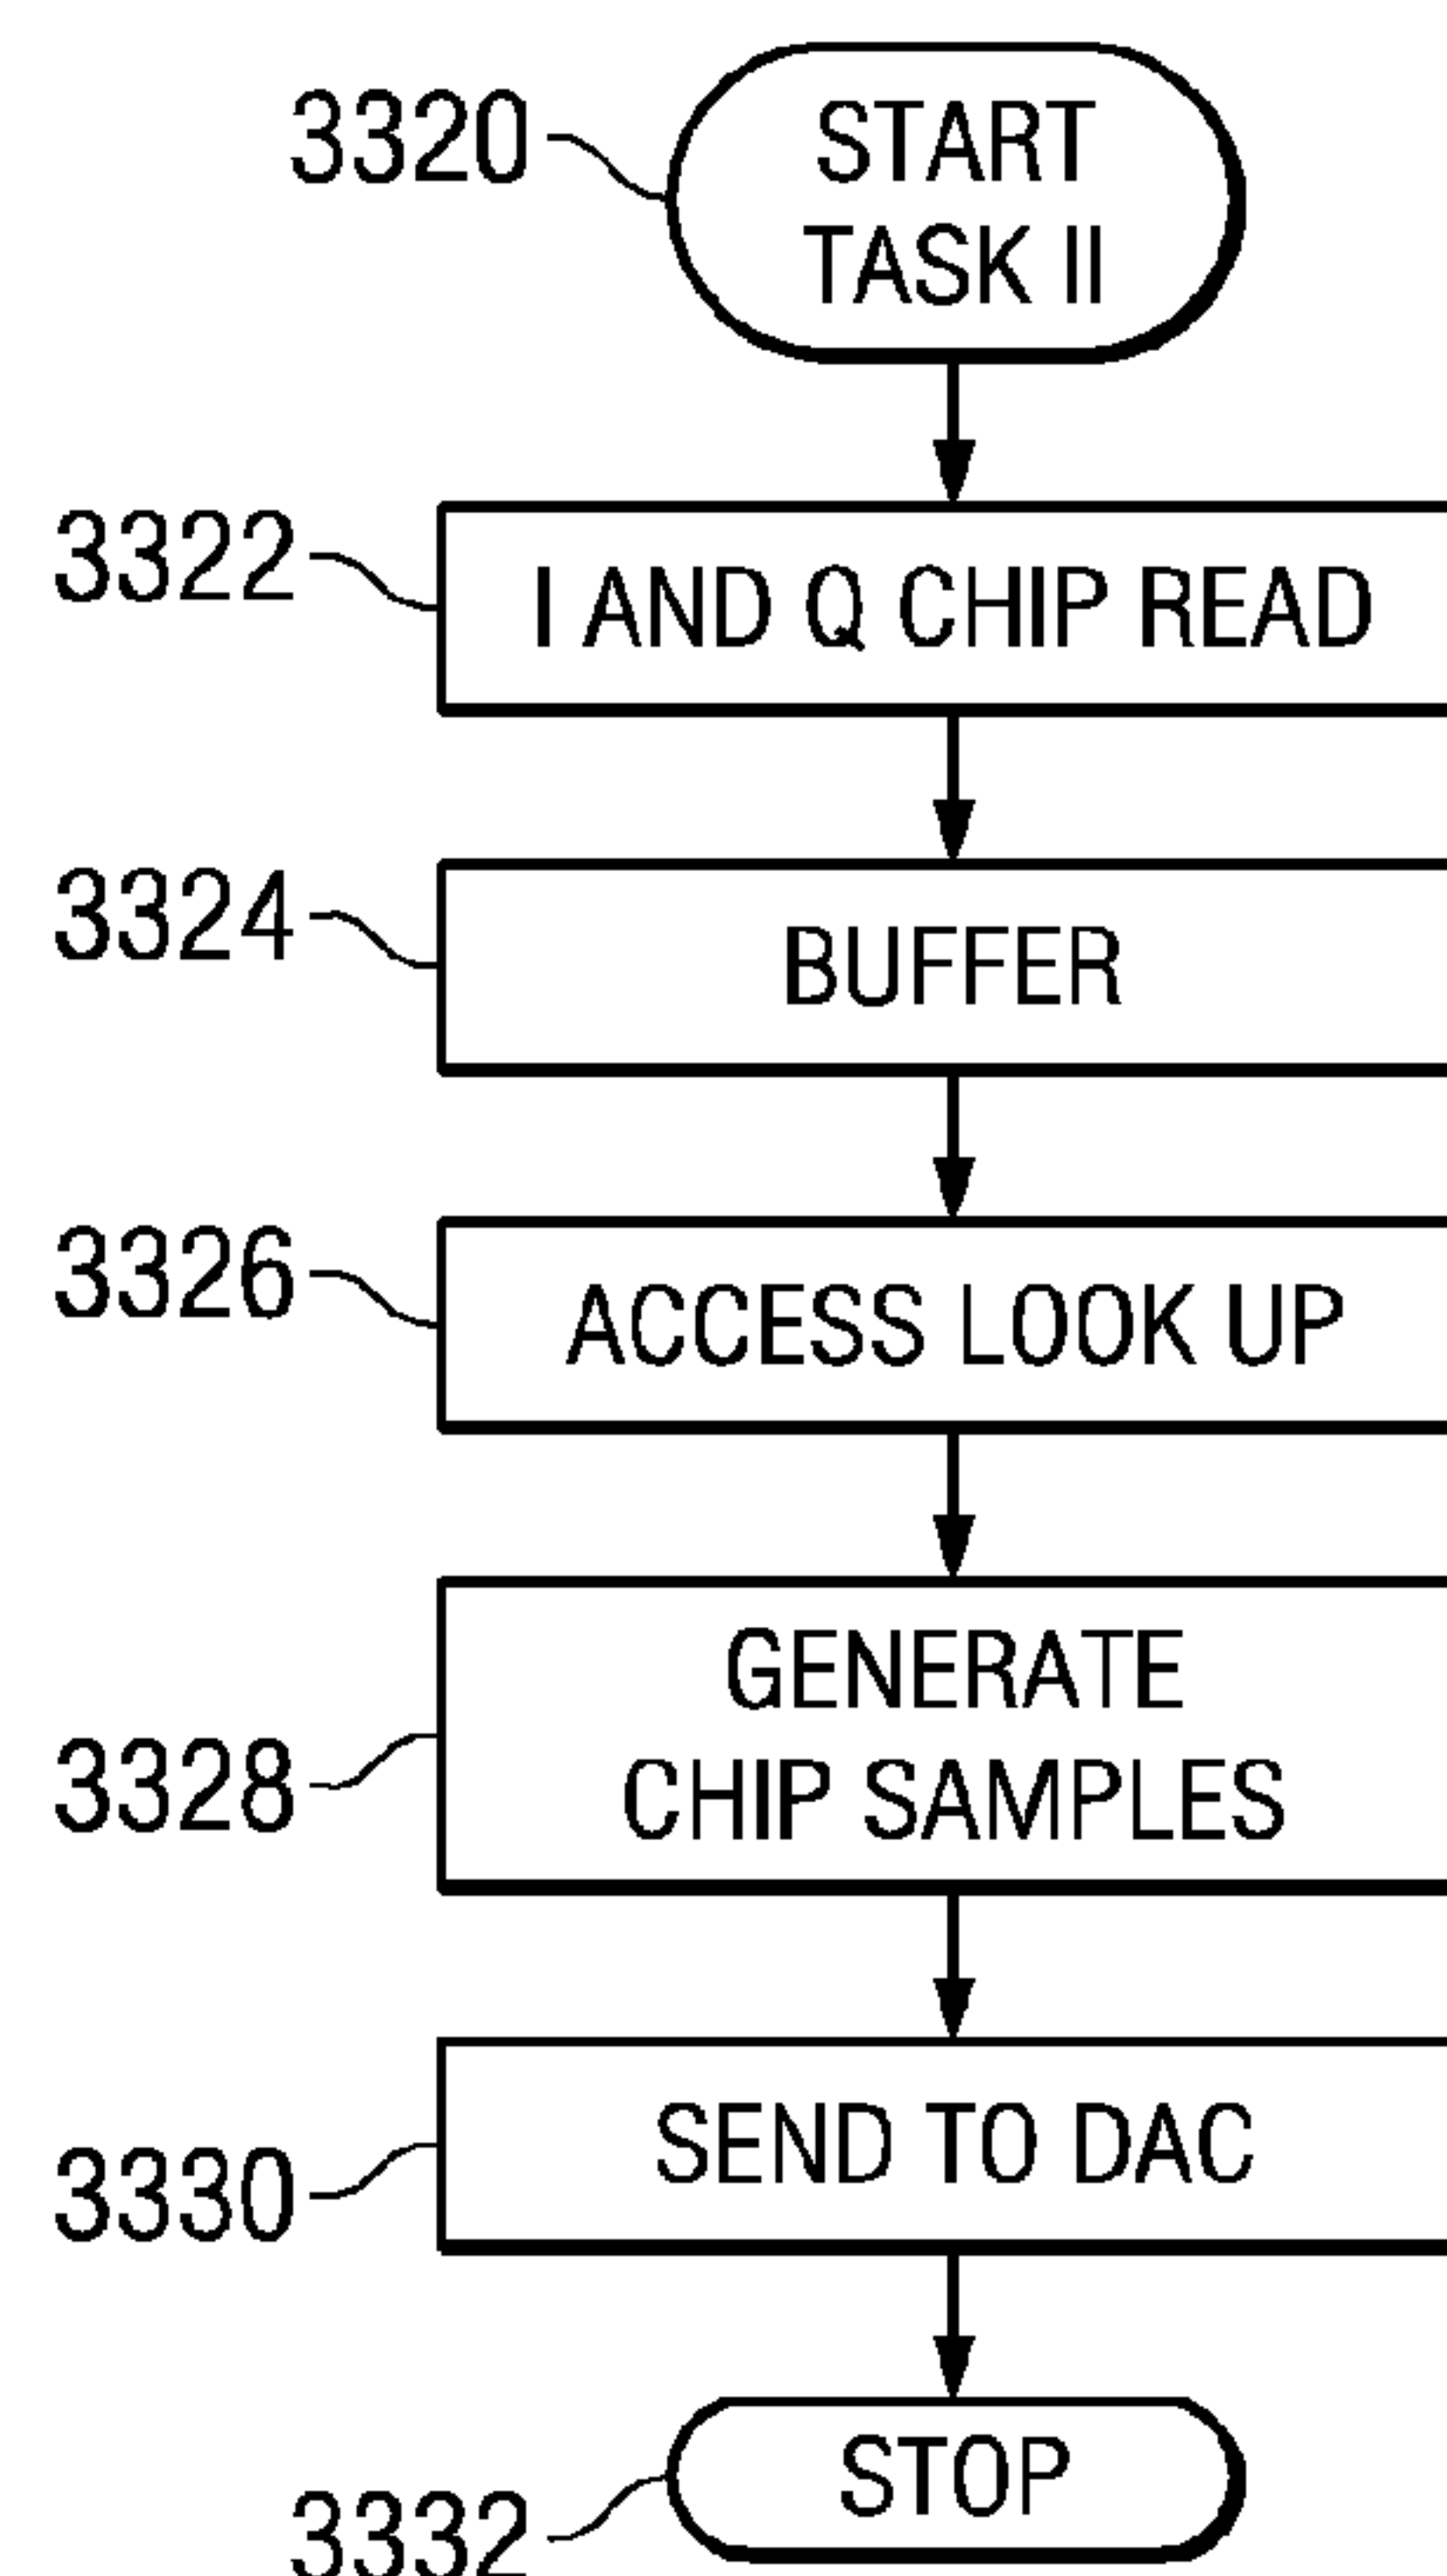 3320
START
TASK II
3322
I AND Q CHIP READ
3324
BUFFER
3326
ACCESS LOOK UP
GENERATE
3328
CHIP SAMPLES
SEND TO DAC
3330
STOP
3332